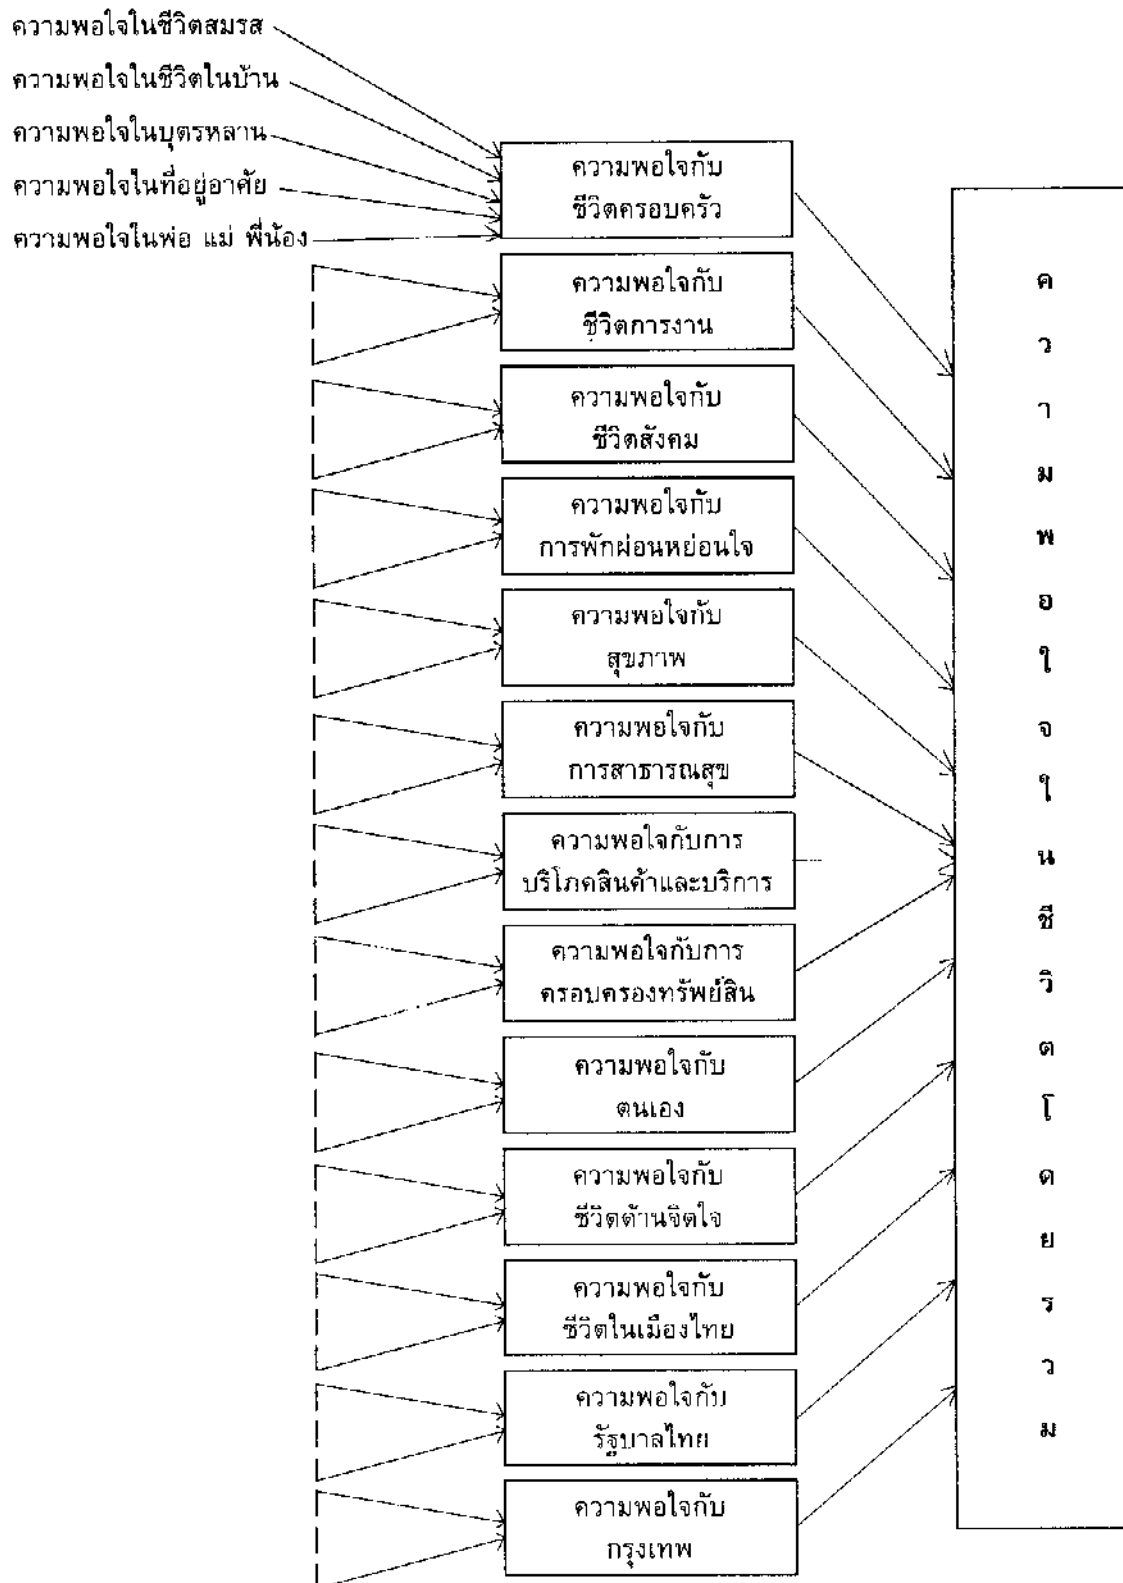 ความพอใจในชีวิตสมรส
ความพอใจในชีวิตในบ้าน
ความพอใจในบุตรหลาน
ความพอใจในที่อยู่อาศัย
ความพอใจในพ่อ แม่ พี่น้อง
ความพอใจกับ
ชีวิตครอบครัว
ความพอใจกับ
ชีวิตการงาน
ความพอใจกับ
ชีวิตสังคม
ความพอใจกับ
การพักผ่อนหย่อนใจ
ความพอใจกับ
สุขภาพ
ความพอใจกับ
การสาธารณสุข
ความพอใจกับการ
บริโภคสินค้าและบริการ
ความพอใจกับการ
ครอบครองทรัพย์สิน
ความพอใจกับ
ตนเอง
ความพอใจกับ
ชีวิตด้านจิตใจ
ความพอใจกับ
ชีวิตในเมืองไทย
ความพอใจกับ
รัฐบาลไทย
ความพอใจกับ
กรุงเทพ
ความพอใจในชีวิตโดยรวม